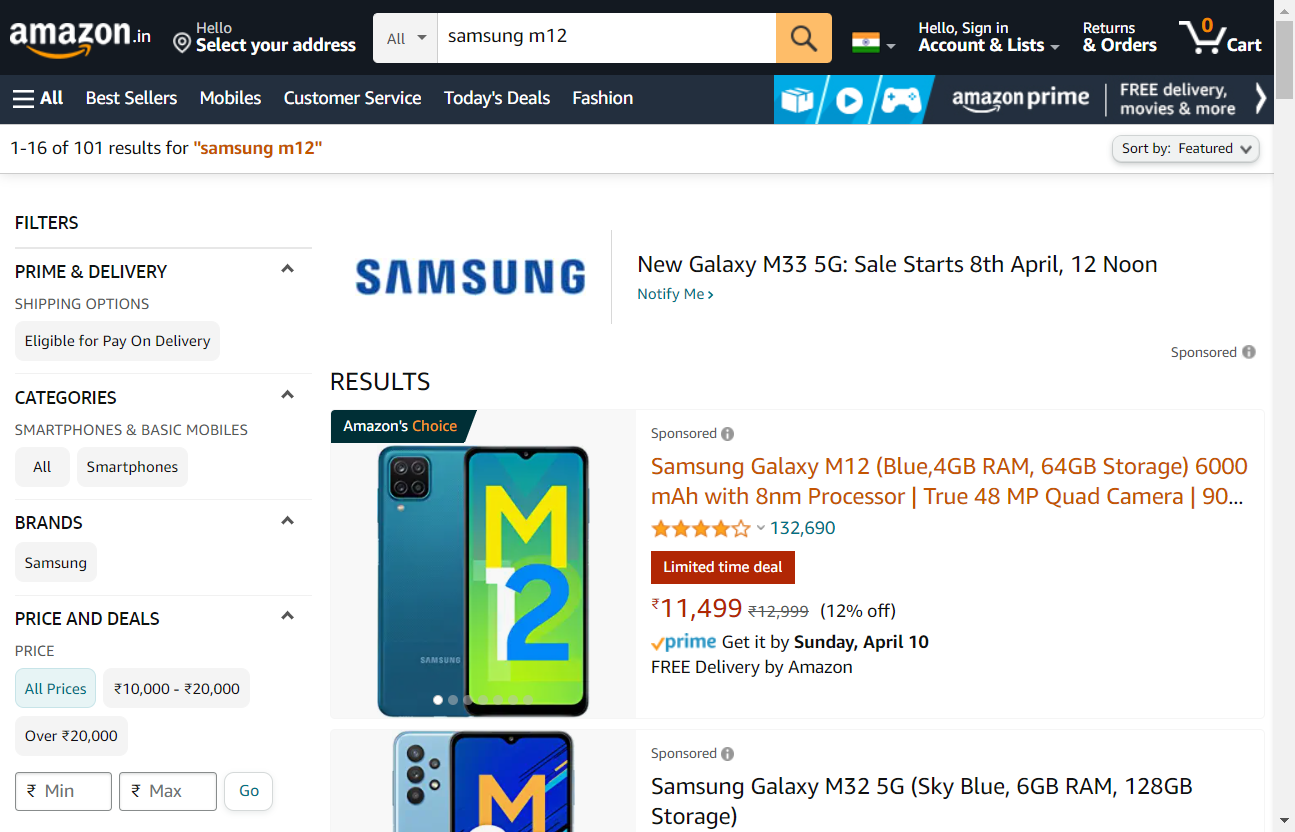 amazon.in
Hello
Select your address
All
samsung m12
Hello, Sign in
Account & Lists
Returns
& Orders
0
Cart
All
Best Sellers
Mobiles
Customer Service
Today's Deals
Fashion
amazon prime
FREE delivery,
movies & more
1-16 of 101 results for "samsung m12"
Sort by: Featured
FILTERS
PRIME & DELIVERY
SHIPPING OPTIONS
Eligible for Pay On Delivery
CATEGORIES
SMARTPHONES & BASIC MOBILES
All
Smartphones
BRANDS
Samsung
PRICE AND DEALS
PRICE
All Prices
₹10,000 - ₹20,000
Over ₹20,000
₹ Min
₹ Max
Go
SAMSUNG
New Galaxy M33 5G: Sale Starts 8th April, 12 Noon
Notify Me ›
Sponsored
RESULTS
Amazon's Choice
SAMSUNG
M
12
Sponsored
Samsung Galaxy M12 (Blue,4GB RAM, 64GB Storage) 6000
mAh with 8nm Processor | True 48 MP Quad Camera | 90...
132,690
Limited time deal
₹11,499 ₹12,999 (12% off)
prime Get it by Sunday, April 10
FREE Delivery by Amazon
M
Sponsored
Samsung Galaxy M32 5G (Sky Blue, 6GB RAM, 128GB
Storage)